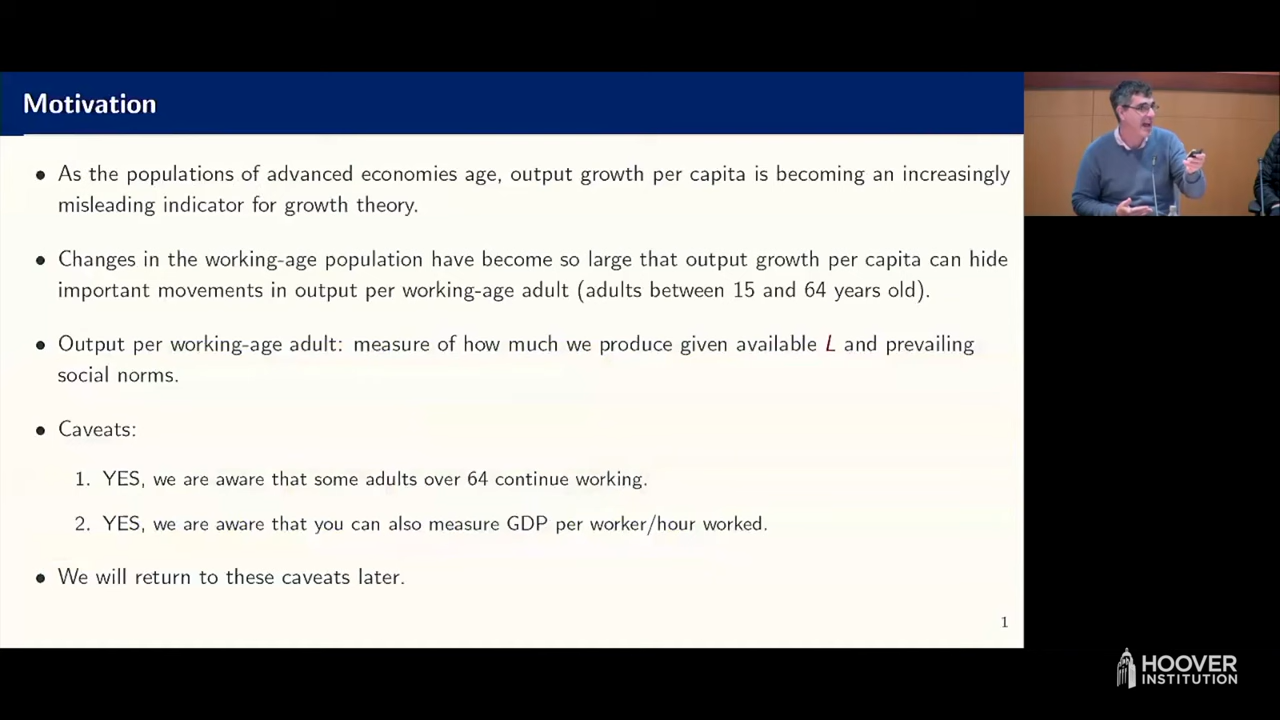 Motivation
• As the populations of advanced economies age, output growth per capita is becoming an increasingly
misleading indicator for growth theory.
• Changes in the working-age population have become so large that output growth per capita can hide
important movements in output per working-age adult (adults between 15 and 64 years old).
• Output per working-age adult: measure of how much we produce given available L and prevailing
social norms.
• Caveats:
1. YES, we are aware that some adults over 64 continue working.
2. YES, we are aware that you can also measure GDP per worker/hour worked.
• We will return to these caveats later.
1
HOOVER
INSTITUTION